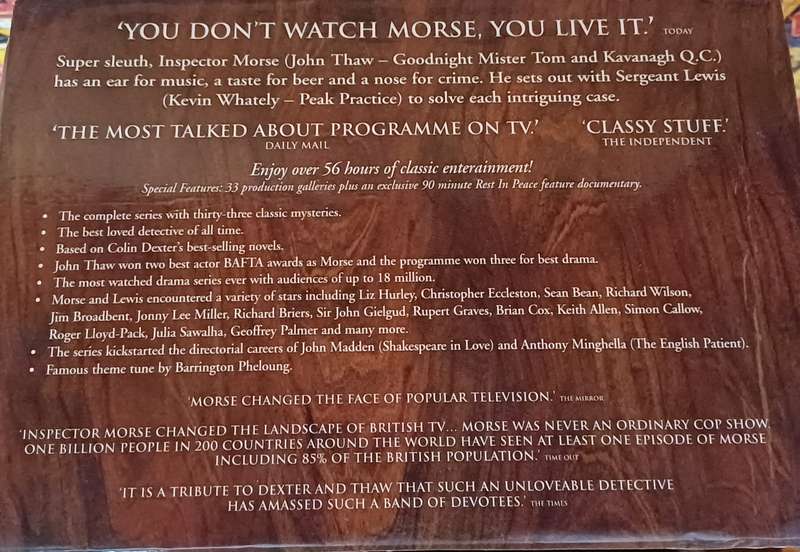 ‘YOU DON’T WATCH MORSE, YOU LIVE IT.’ TODAY
Super sleuth, Inspector Morse (John Thaw – Goodnight Mister Tom and Kavanagh Q.C.)
has an ear for music, a taste for beer and a nose for crime. He sets out with Sergeant Lewis
(Kevin Whately – Peak Practice) to solve each intriguing case.
‘THE MOST TALKED ABOUT PROGRAMME ON TV.’
DAILY MAIL
‘CLASSY STUFF.’
THE INDEPENDENT
Enjoy over 56 hours of classic enterainment!
Special Features: 33 production galleries plus an exclusive 90 minute Rest In Peace feature documentary.
• The complete series with thirty-three classic mysteries.
• The best loved detective of all time.
• Based on Colin Dexter’s best-selling novels.
• John Thaw won two best actor BAFTA awards as Morse and the programme won three for best drama.
• The most watched drama series ever with audiences of up to 18 million.
• Morse and Lewis encountered a variety of stars including Liz Hurley, Christopher Eccleston, Sean Bean, Richard Wilson,
Jim Broadbent, Jonny Lee Miller, Richard Briers, Sir John Gielgud, Rupert Graves, Brian Cox, Keith Allen, Simon Callow,
Roger Lloyd-Pack, Julia Sawalha, Geoffrey Palmer and many more.
• The series kickstarted the directorial careers of John Madden (Shakespeare in Love) and Anthony Minghella (The English Patient).
• Famous theme tune by Barrington Pheloung.
‘MORSE CHANGED THE FACE OF POPULAR TELEVISION.’ THE MIRROR
‘INSPECTOR MORSE CHANGED THE LANDSCAPE OF BRITISH TV... MORSE WAS NEVER AN ORDINARY COP SHOW.
ONE BILLION PEOPLE IN 200 COUNTRIES AROUND THE WORLD HAVE SEEN AT LEAST ONE EPISODE OF MORSE
INCLUDING 85% OF THE BRITISH POPULATION.’ TIME OUT
‘IT IS A TRIBUTE TO DEXTER AND THAW THAT SUCH AN UNLOVEABLE DETECTIVE
HAS AMASSED SUCH A BAND OF DEVOTEES.’ THE TIMES